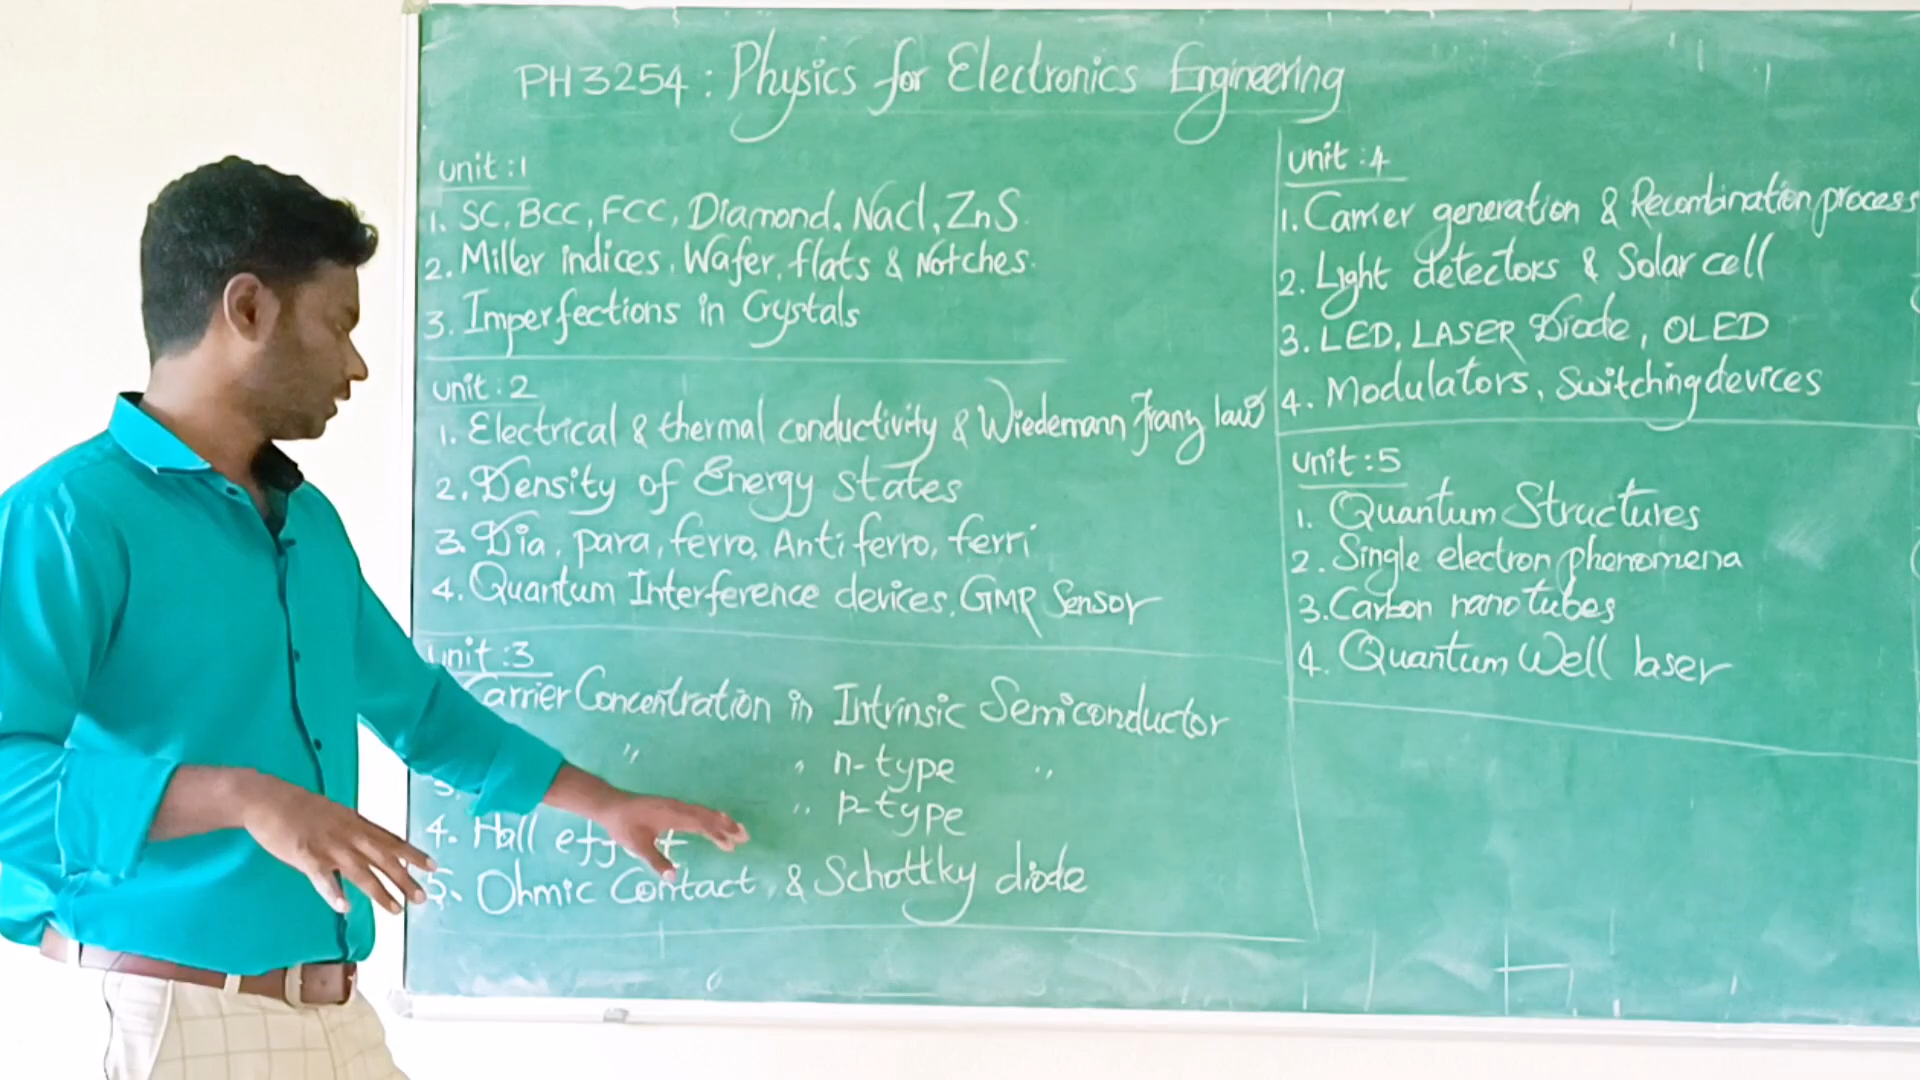 PH3254 : Physics for Electronics Engineering
unit : 1
1. SC, BCC, FCC, Diamond, Nacl, ZnS.
2. Miller indices, Wafer, flats & Notches.
3. Imperfections in Crystals
unit : 2
1. Electrical & thermal conductivity & Wiedemann Franz law
2. Density of Energy states
3. Dia, para, ferro, Anti ferro, ferri
4. Quantum Interference devices, GMR Sensor
unit : 3
Carrier Concentration in Intrinsic Semiconductor
" " n-type "
3. " p-type
4. Hall
5. Ohmic Contact, & Schottky diode
unit : 4
1. Carrier generation & Recombination process
2. Light detectors & Solar cell
3. LED, LASER Diode, OLED
4. Modulators, Switching devices
unit : 5
1. Quantum Structures
2. Single electron phenomena
3. Carbon nano tubes
4. Quantum Well laser